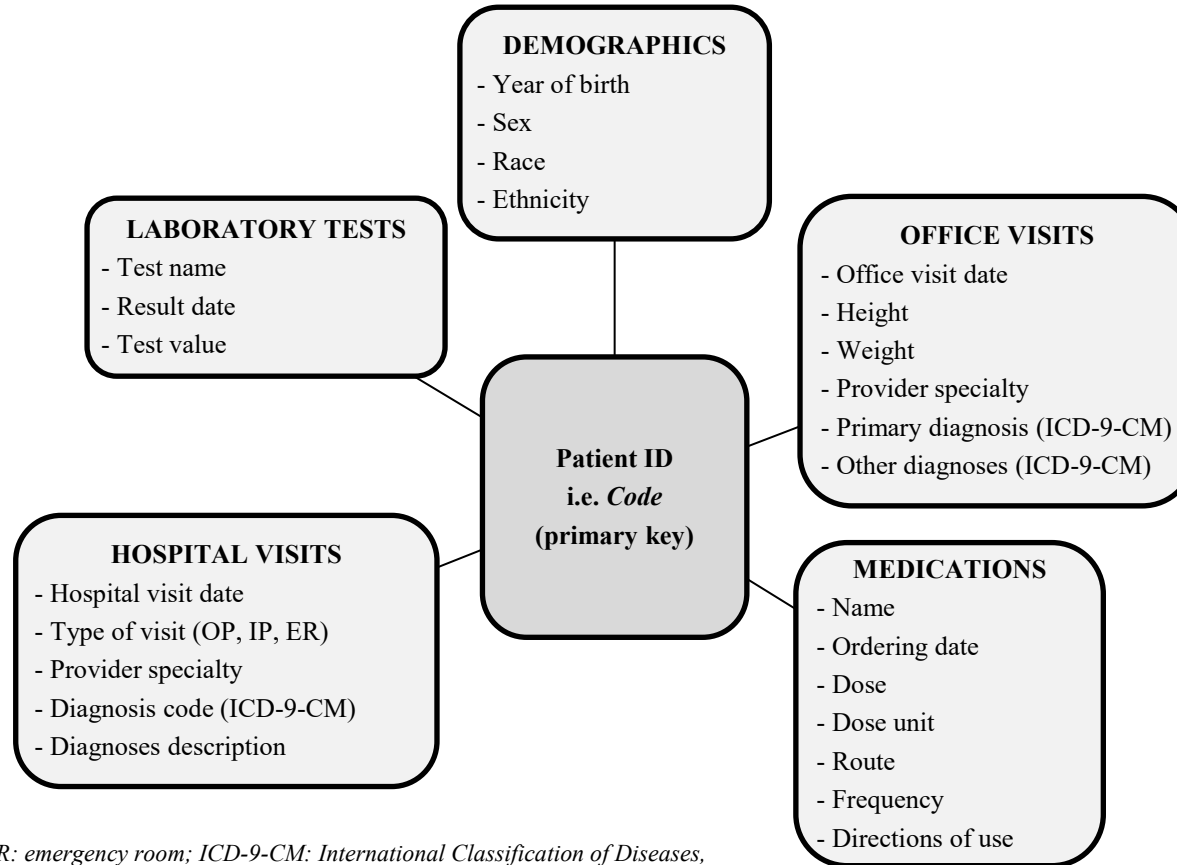 DEMOGRAPHICS
- Year of birth
- Sex
- Race
- Ethnicity
LABORATORY TESTS
- Test name
- Result date
- Test value
OFFICE VISITS
- Office visit date
- Height
- Weight
- Provider specialty
- Primary diagnosis (ICD-9-CM)
- Other diagnoses (ICD-9-CM)
Patient ID
i.e. Code
(primary key)
HOSPITAL VISITS
- Hospital visit date
- Type of visit (OP, IP, ER)
- Provider specialty
- Diagnosis code (ICD-9-CM)
- Diagnoses description
MEDICATIONS
- Name
- Ordering date
- Dose
- Dose unit
- Route
- Frequency
- Directions of use
R: emergency room; ICD-9-CM: International Classification of Diseases,